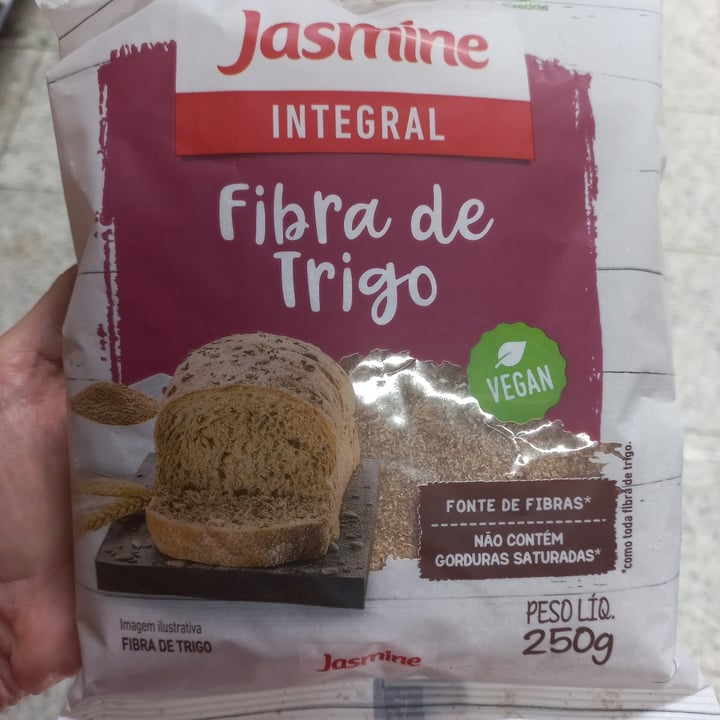 Jasmine
INTEGRAL
Fibra de
Trigo
VEGAN
FONTE DE FIBRAS*
NÃO CONTÉM
GORDURAS SATURADAS*
*como toda fibra de trigo.
Imagem ilustrativa
FIBRA DE TRIGO
PESO LÍQ.
250g
Jasmine